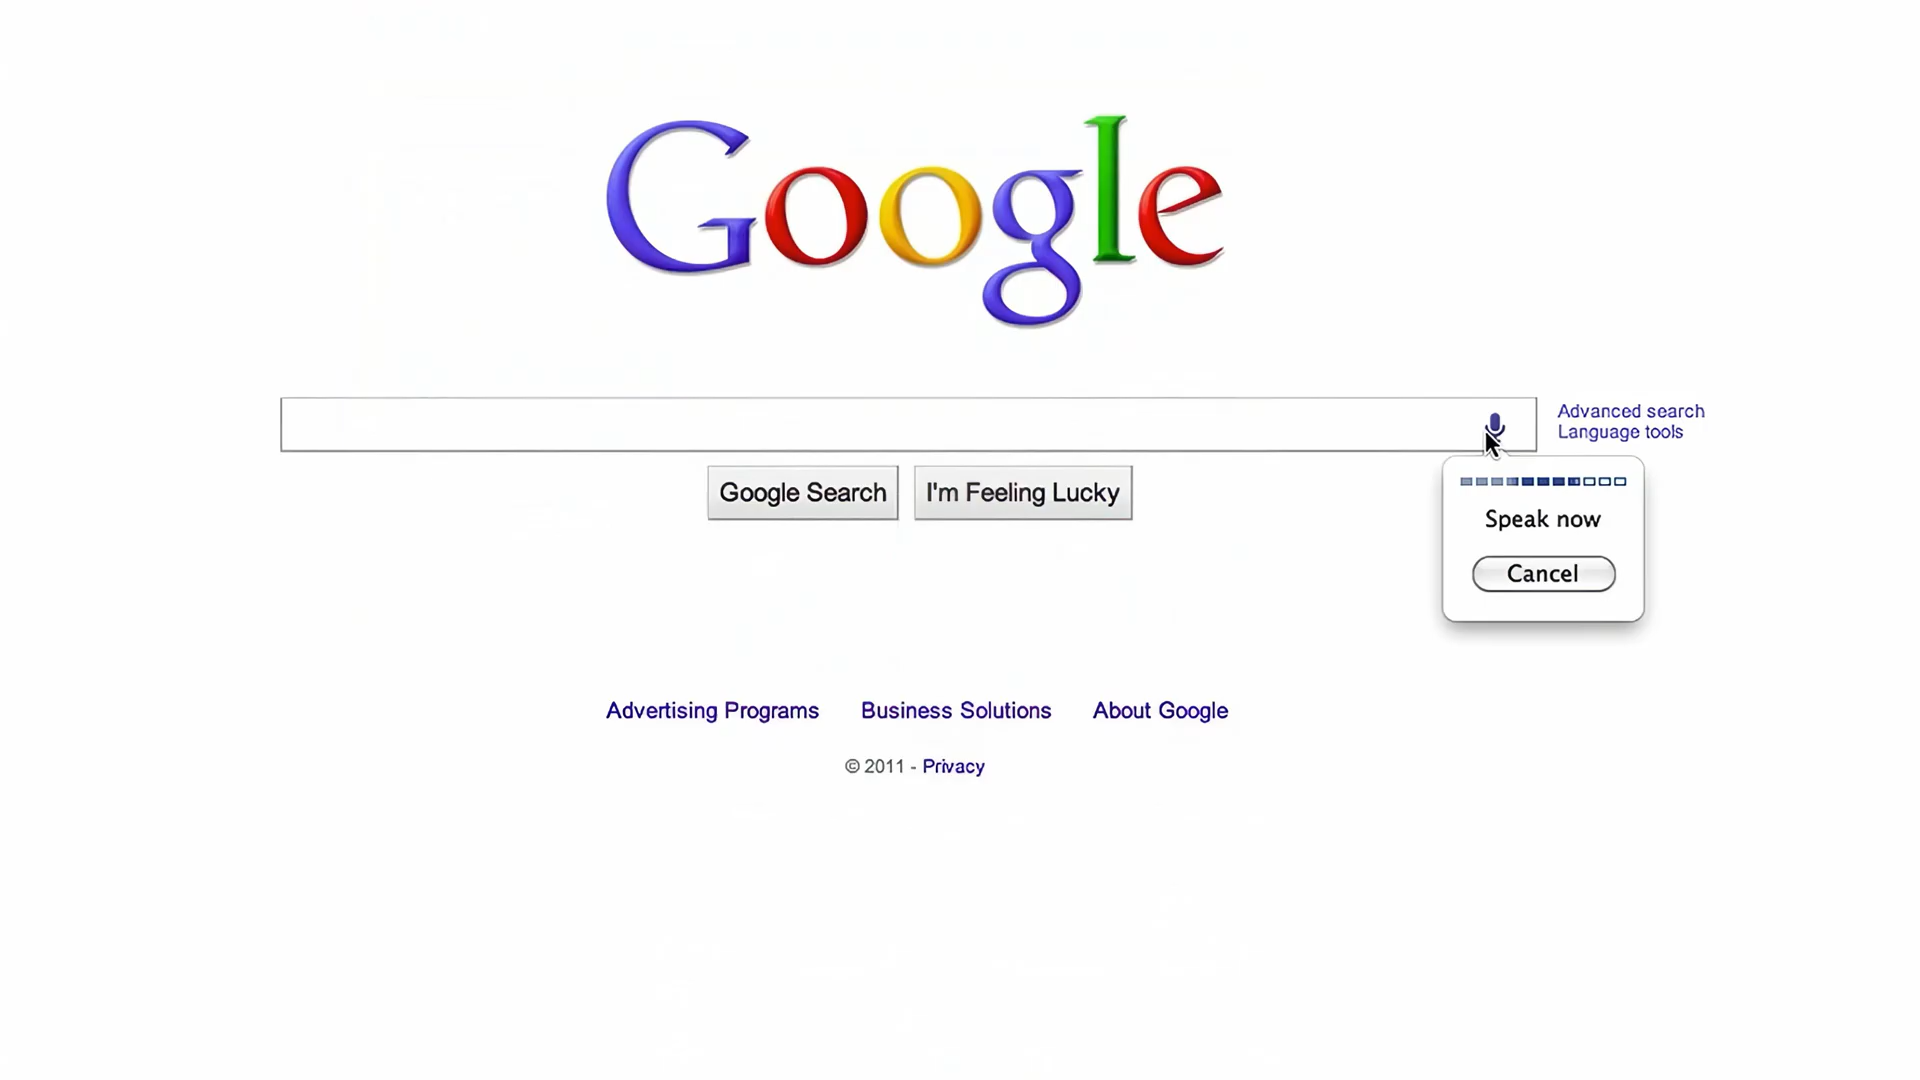 Google
Advanced search
Language tools
Google Search
I'm Feeling Lucky
Speak now
Cancel
Advertising Programs
Business Solutions
About Google
© 2011 - Privacy